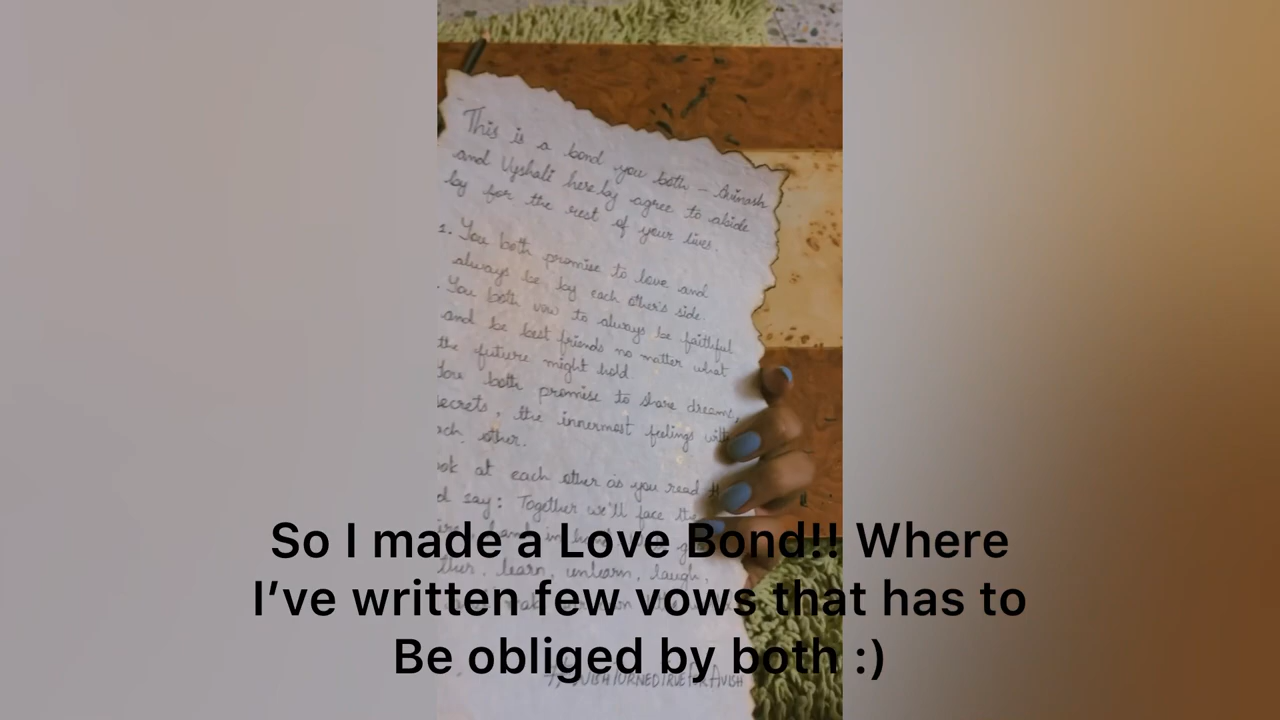 This is a bond you both - Avinash
and Vyshali hereby agree to abide
by for the rest of your lives.
1. You both promise to love and
always be by each other's side.
You both vow to always be faithful
and be best friends no matter what
the future might hold.
You both promise to share dreams,
secrets, the innermost feelings with
each other.
at each other as you read
say: Together we'll face the
hand in
learn, unlearn, laugh,
So I made a Love Bond!! Where
I've written few vows that has to
Be obliged by both :)